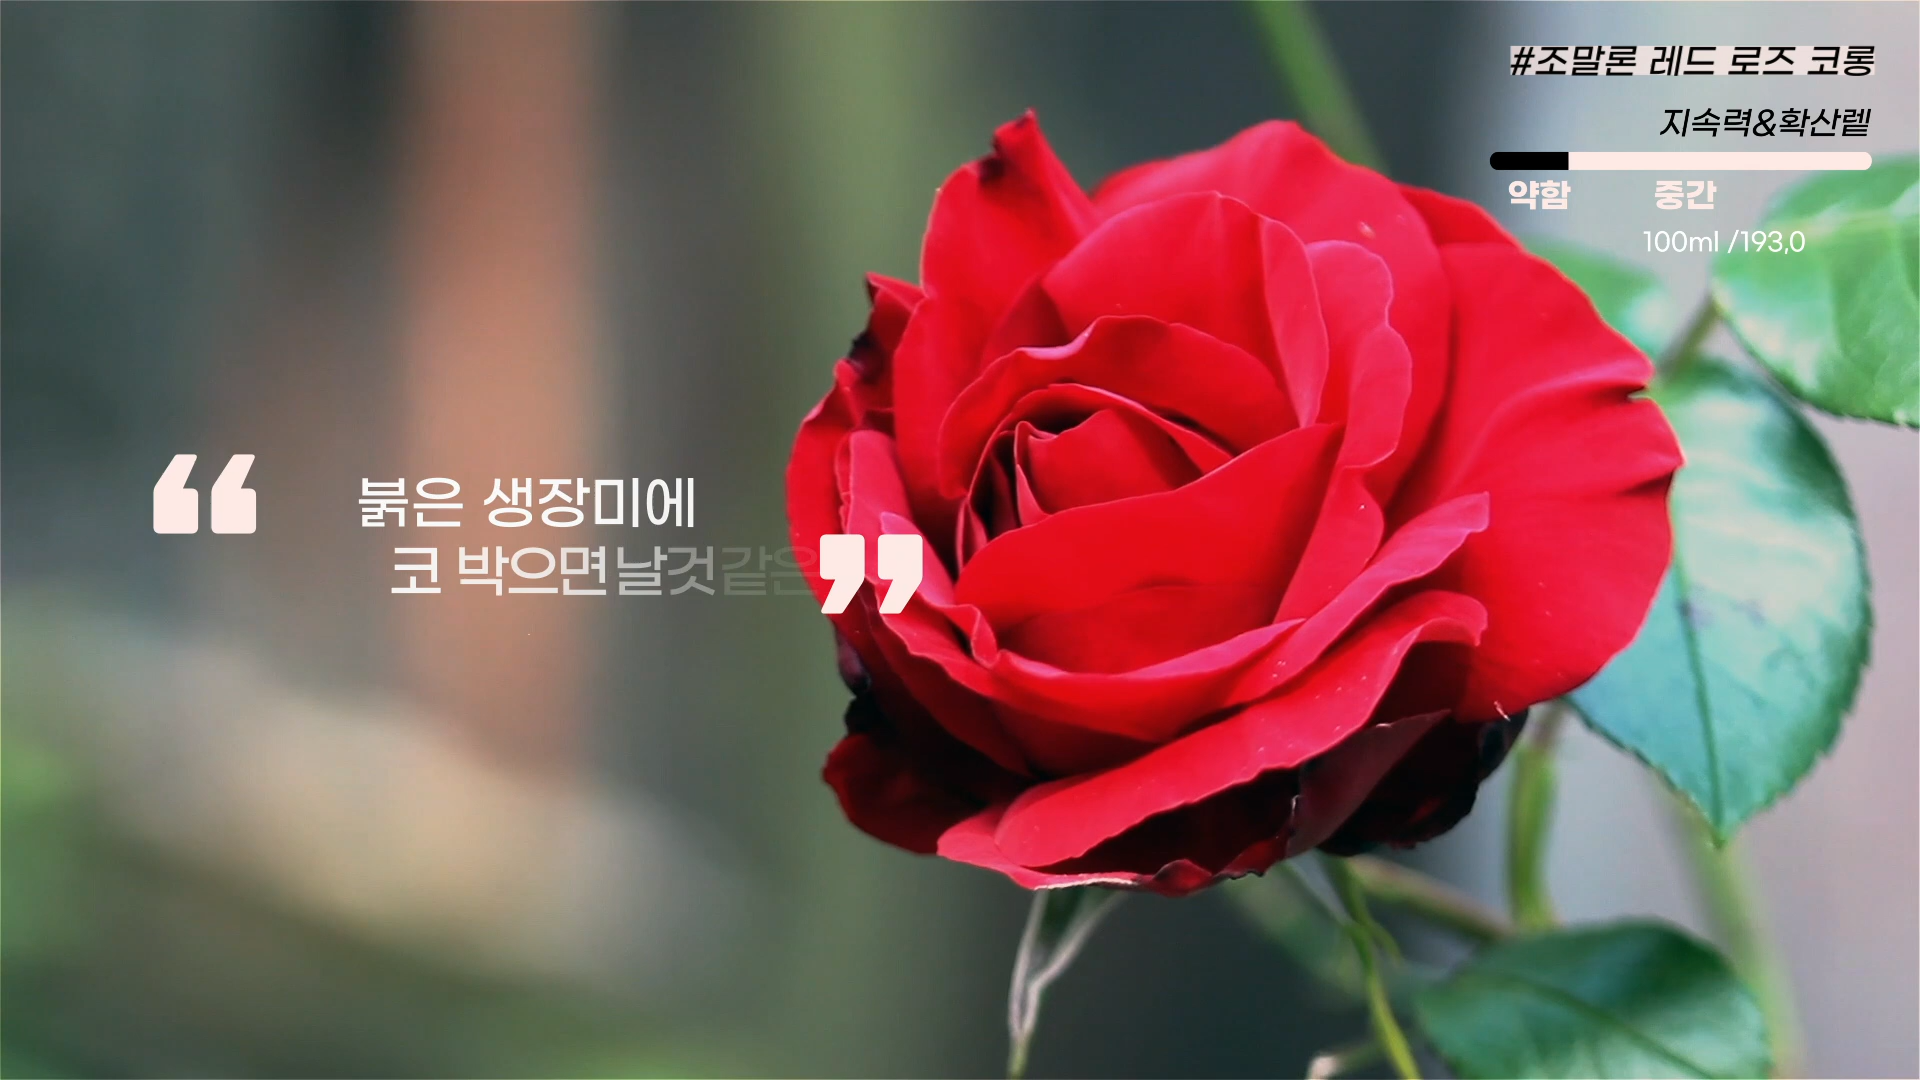 #조말론 레드 로즈 코롱
지속력&확산렡
약함 중간
100ml /193,0
“ 붉은 생장미에
코 박으면날것같은 ”